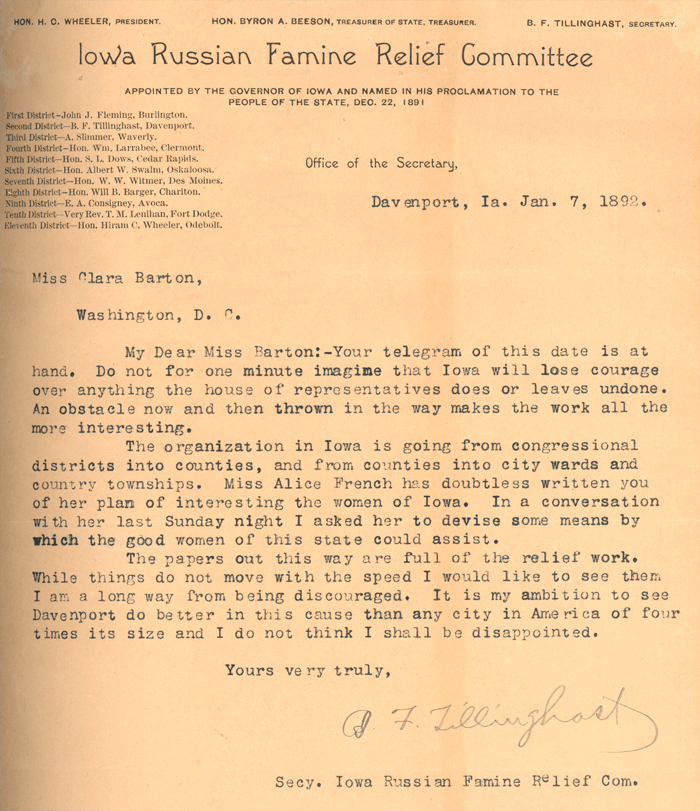 HON. H. C. WHEELER, PRESIDENT. HON. BYRON A. BEESON, TREASURER OF STATE, TREASURER. B. F. TILLINGHAST, SECRETARY.
Iowa Russian Famine Relief Committee
APPOINTED BY THE GOVERNOR OF IOWA AND NAMED IN HIS PROCLAMATION TO THE
PEOPLE OF THE STATE, DEC. 22, 1891
First District—John J. Fleming, Burlington.
Second District—B. F. Tillinghast, Davenport.
Third District—A. Slimmer, Waverly.
Fourth District—Hon. Wm. Larrabee, Clermont.
Fifth District—Hon. S. L. Dows, Cedar Rapids.
Sixth District—Hon. Albert W. Swalm, Oskaloosa.
Seventh District—Hon. W. W. Witmer, Des Moines.
Eighth District—Hon. Will B. Barger, Chariton.
Ninth District—E. A. Consigney, Avoca.
Tenth District—Very Rev. T. M. Lenihan, Fort Dodge.
Eleventh District—Hon. Hiram C. Wheeler, Odebolt.
Office of the Secretary,
Davenport, Ia. Jan. 7, 1892.
Miss Clara Barton,
Washington, D. C.
My Dear Miss Barton:-Your telegram of this date is at
hand. Do not for one minute imagime that Iowa will lose courage
over anything the house of representatives does or leaves undone.
An obstacle now and then thrown in the way makes the work all the
more interesting.
The organization in Iowa is going from congressional
districts into counties, and from counties into city wards and
country townships. Miss Alice French has doubtless written you
of her plan of interesting the women of Iowa. In a conversation
with her last Sunday night I asked her to devise some means by
which the good women of this state could assist.
The papers out this way are full of the relief work.
While things do not move with the speed I would like to see them
I am a long way from being discouraged. It is my ambition to see
Davenport do better in this cause than any city in America of four
times its size and I do not think I shall be disappointed.
Yours very truly,
B. F. Tillinghast
Secy. Iowa Russian Famine Relief Com.